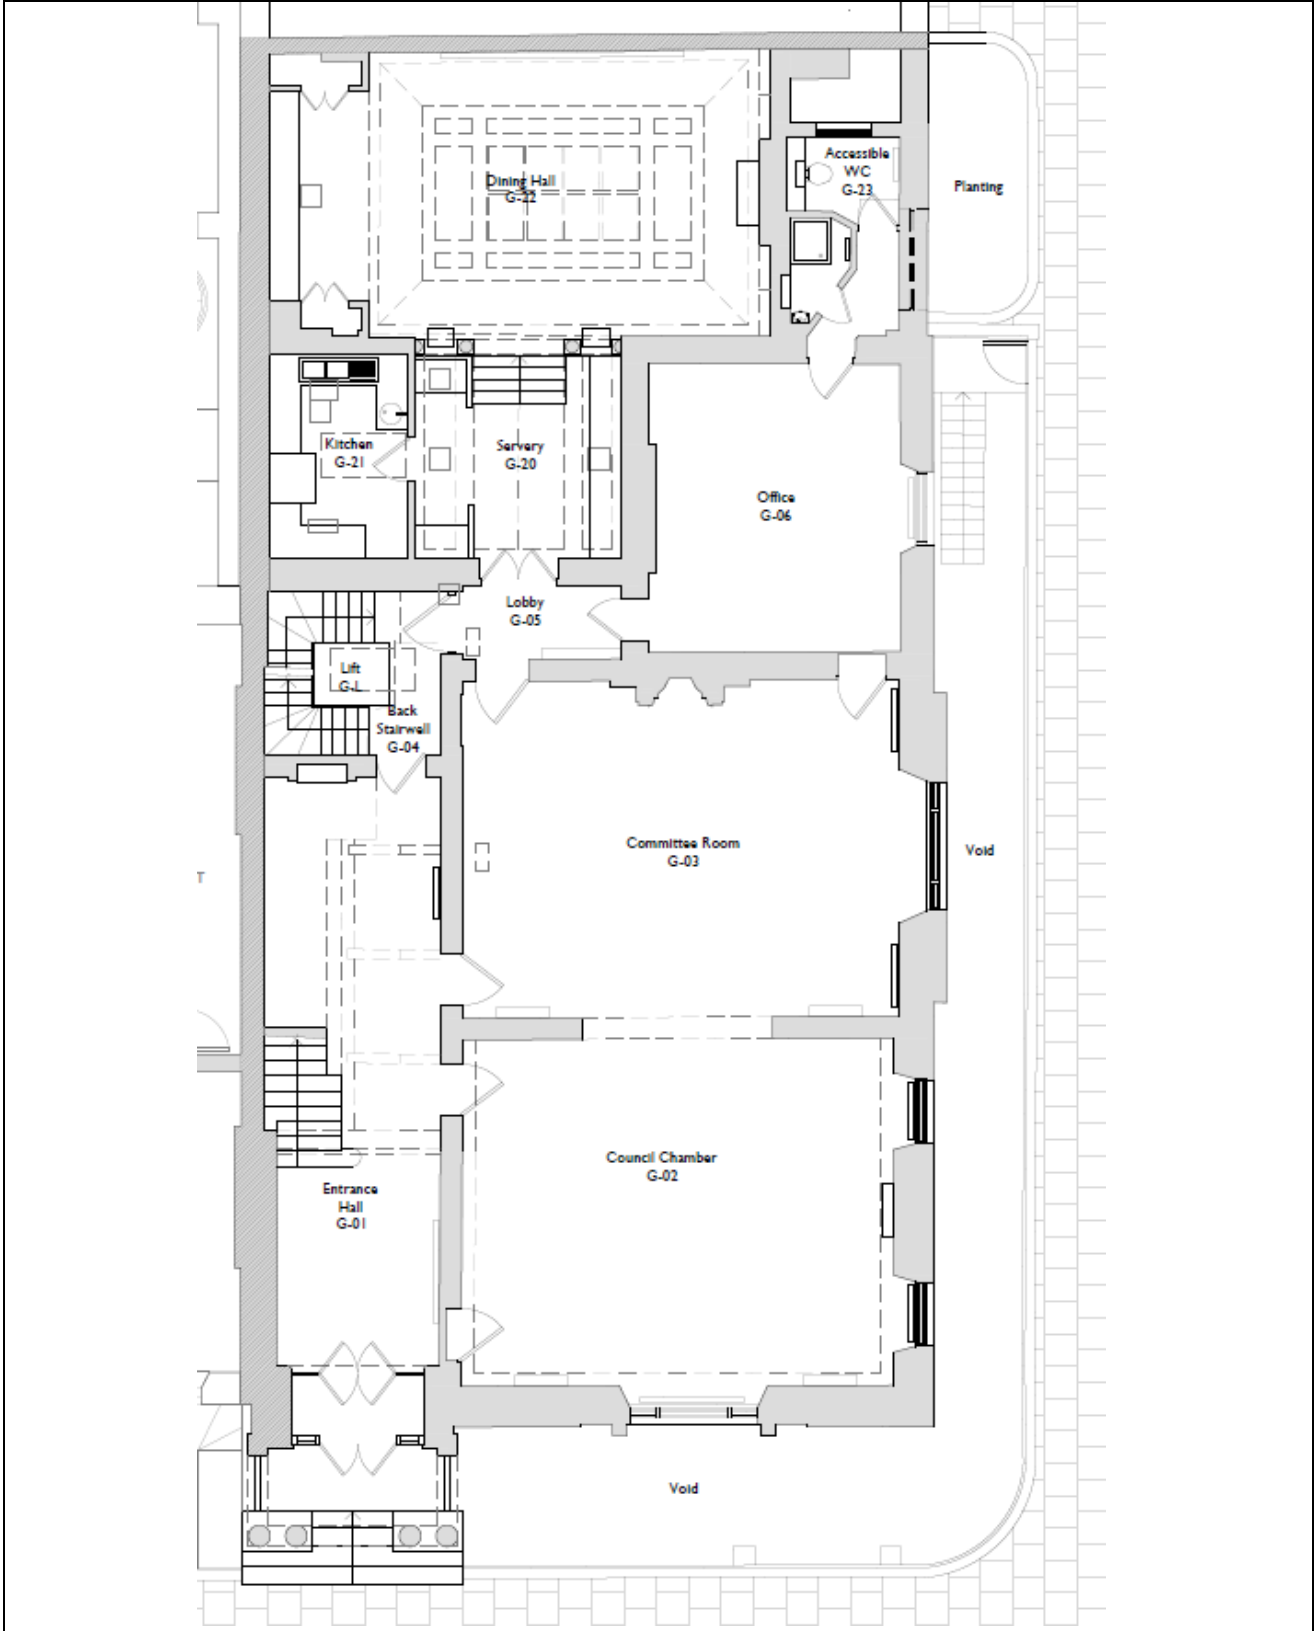 Accessible
WC
G-23
Dining Hall
G-22
Planting
Kitchen
G-21
Servery
G-20
Office
G-06
Lobby
G-05
Lift
G-L
Back
Stairwell
G-04
Committee Room
G-03
Void
T
Council Chamber
G-02
Entrance
Hall
G-01
Void